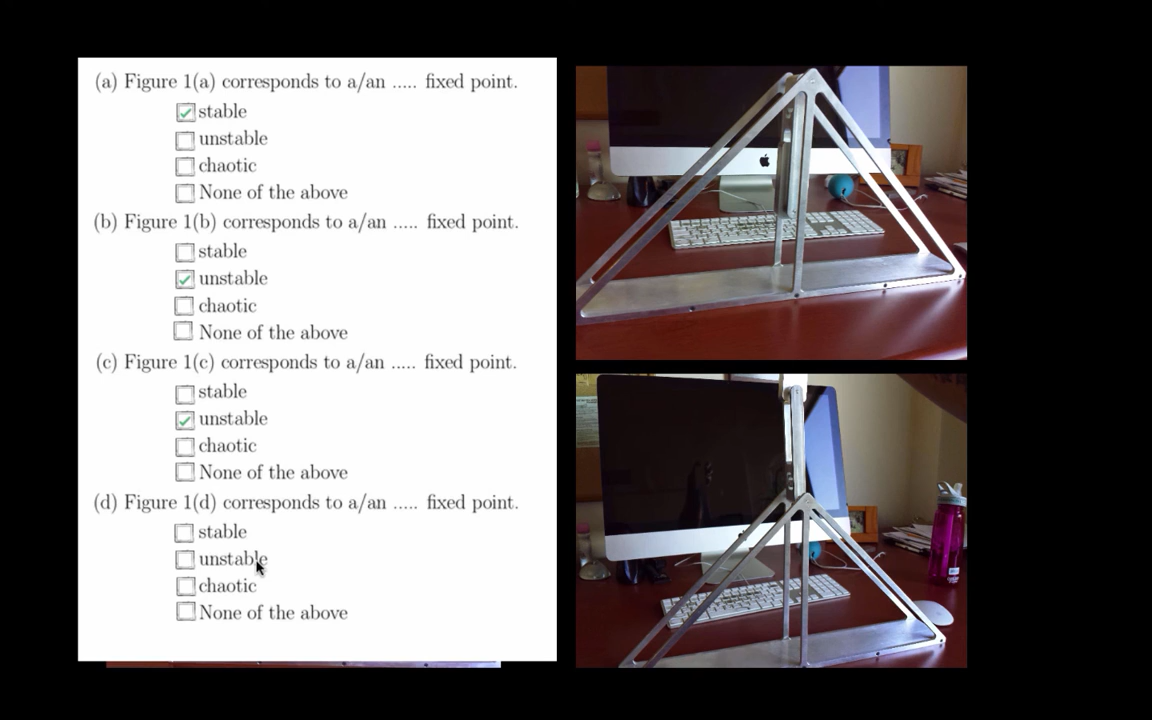 (a) Figure 1(a) corresponds to a/an ..... fixed point.
stable
unstable
chaotic
None of the above
(b) Figure 1(b) corresponds to a/an ..... fixed point.
stable
unstable
chaotic
None of the above
(c) Figure 1(c) corresponds to a/an ..... fixed point.
stable
unstable
chaotic
None of the above
(d) Figure 1(d) corresponds to a/an ..... fixed point.
stable
unstable
chaotic
None of the above